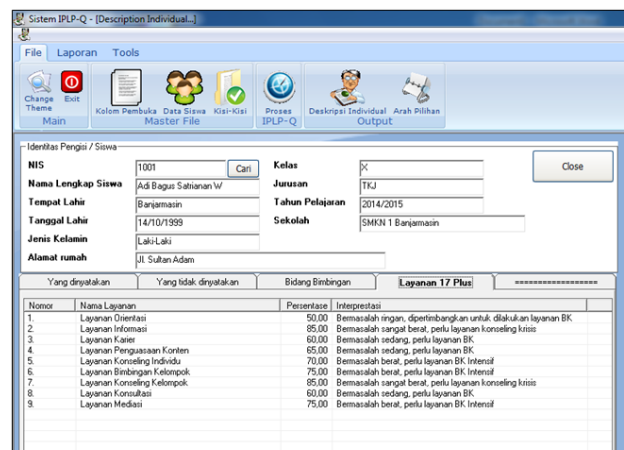 Sistem IPLP-Q - [Description Individual...]
File Laporan Tools
Change Theme Exit Kolom Pembuka Data Siswa Kisi-Kisi Proses IPLP-Q Deskripsi Individual Arah Pilihan
Main Master File Output
Identitas Pengisi / Siswa
NIS 1001 Cari Kelas X Close
Nama Lengkap Siswa Adi Bagus Satrianan W Jurusan TKJ
Tempat Lahir Banjarmasin Tahun Pelajaran 2014/2015
Tanggal Lahir 14/10/1999 Sekolah SMKN 1 Banjarmasin
Jenis Kelamin Laki-Laki
Alamat rumah Jl. Sultan Adam
Yang dinyatakan Yang tidak dinyatakan Bidang Bimbingan Layanan 17 Plus ==================
Nomor Nama Layanan Persentase Interprestasi
1. Layanan Orientasi 50,00 Bermasalah ringan, dipertimbangkan untuk dilakukan layanan BK
2. Layanan Informasi 85,00 Bermasalah sangat berat, perlu layanan konseling krisis
3. Layanan Karier 60,00 Bermasalah sedang, perlu layanan BK
4. Layanan Penguasaan Konten 65,00 Bermasalah sedang, perlu layanan BK
5. Layanan Konseling Individu 70,00 Bermasalah berat, perlu layanan BK Intensif
6. Layanan Bimbingan Kelompok 75,00 Bermasalah berat, perlu layanan BK Intensif
7. Layanan Konseling Kelompok 85,00 Bermasalah sangat berat, perlu layanan konseling krisis
8. Layanan Konsultasi 60,00 Bermasalah sedang, perlu layanan BK
9. Layanan Mediasi 75,00 Bermasalah berat, perlu layanan BK Intensif